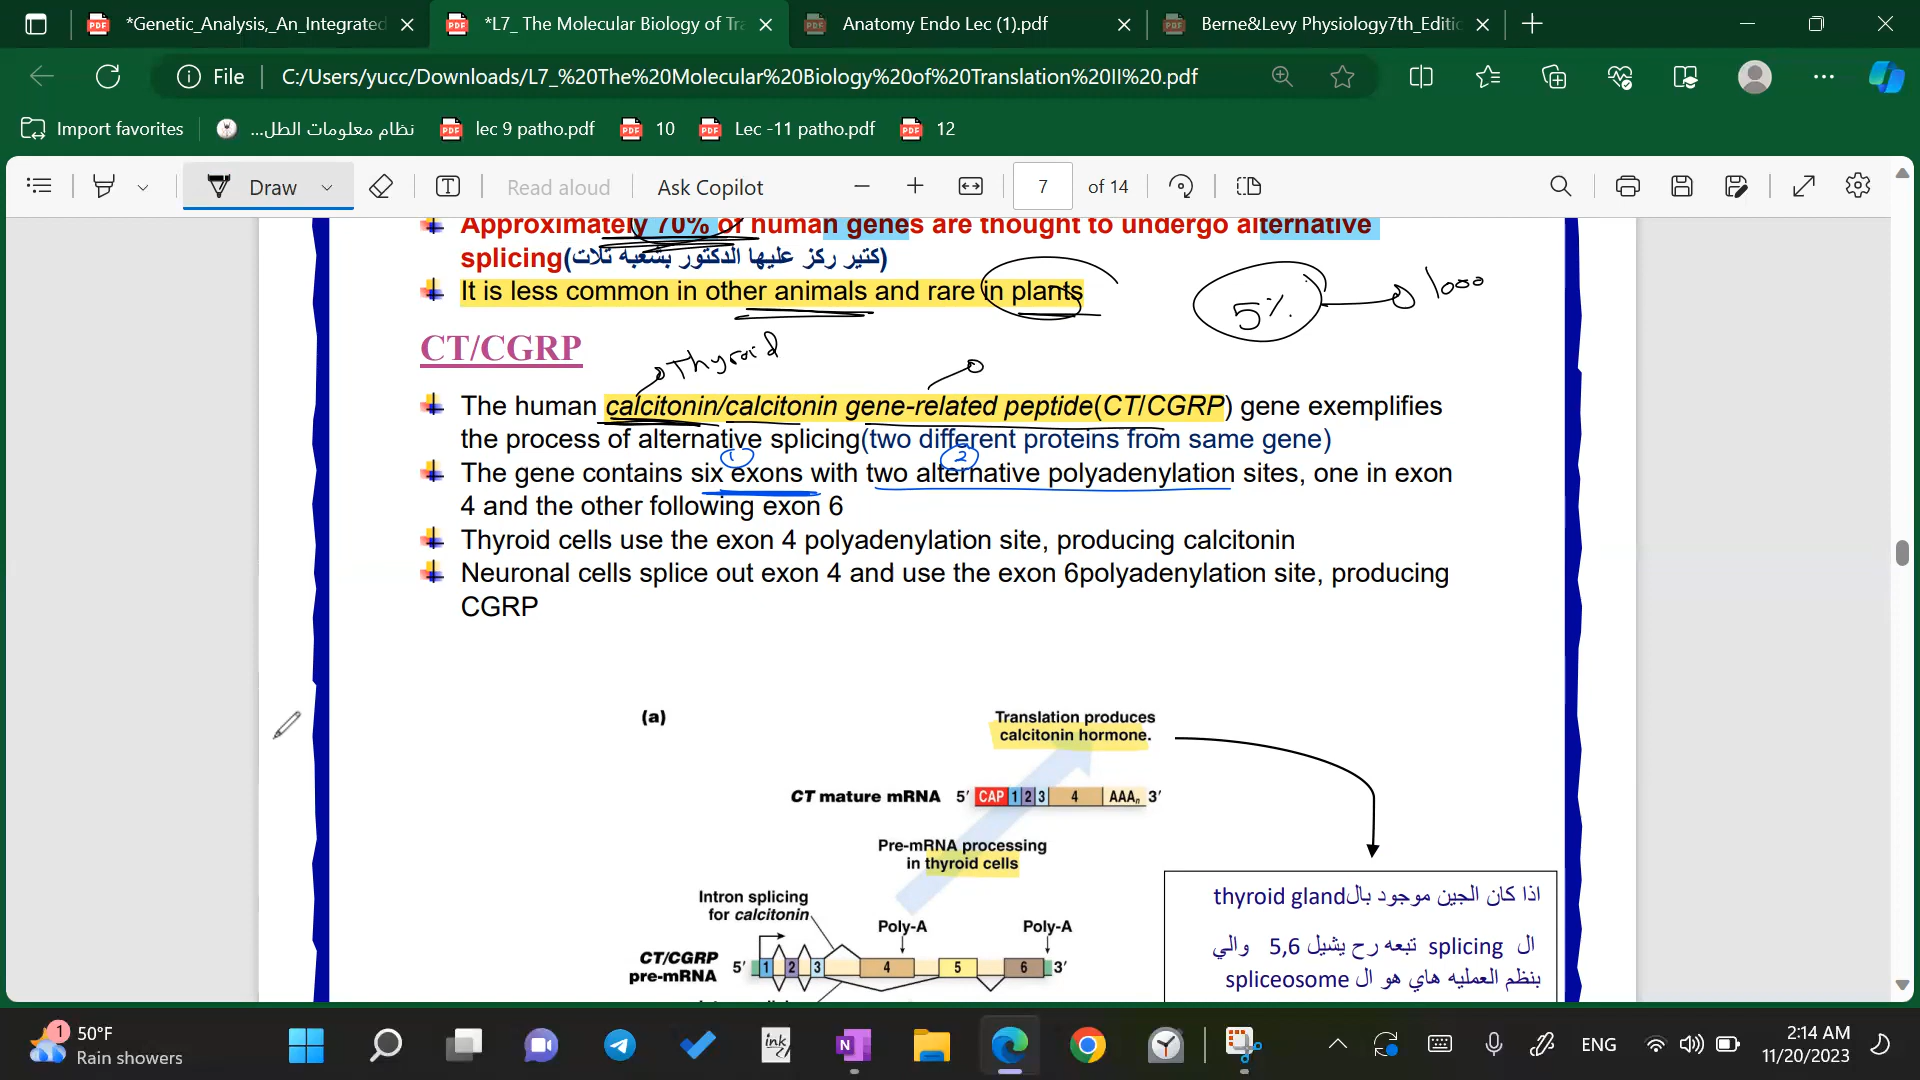 *Genetic_Analysis,_An_Integrated
*L7_ The Molecular Biology of Tra
Anatomy Endo Lec (1).pdf
Berne&Levy Physiology7th_Editio
File
C:/Users/yucc/Downloads/L7_%20The%20Molecular%20Biology%20of%20Translation%20II%20.pdf
Import favorites
نظام معلومات الطل...
lec 9 patho.pdf
10
Lec -11 patho.pdf
12
Draw
Read aloud
Ask Copilot
7
of 14
Approximately 70% of human genes are thought to undergo alternative
splicing(كتير ركز عليها الدكتور بشعبه تلات)
It is less common in other animals and rare in plants
5%
1000
CT/CGRP
Thyroid
The human calcitonin/calcitonin gene-related peptide(CT/CGRP) gene exemplifies
the process of alternative splicing(two different proteins from same gene)
1
2
The gene contains six exons with two alternative polyadenylation sites, one in exon
4 and the other following exon 6
Thyroid cells use the exon 4 polyadenylation site, producing calcitonin
Neuronal cells splice out exon 4 and use the exon 6polyadenylation site, producing
CGRP
(a)
Translation produces
calcitonin hormone.
CT mature mRNA 5′ CAP 1 2 3 4 AAAn 3′
Pre-mRNA processing
in thyroid cells
Intron splicing
for calcitonin
Poly-A
Poly-A
CT/CGRP
pre-mRNA
5′ 1 2 3 4 5 6 3′
اذا كان الجين موجود بالthyroid gland
ال splicing تبعه رح يشيل 5,6 والي
بنظم العمليه هاي هو ال spliceosome
1
50°F
Rain showers
ENG
2:14 AM
11/20/2023